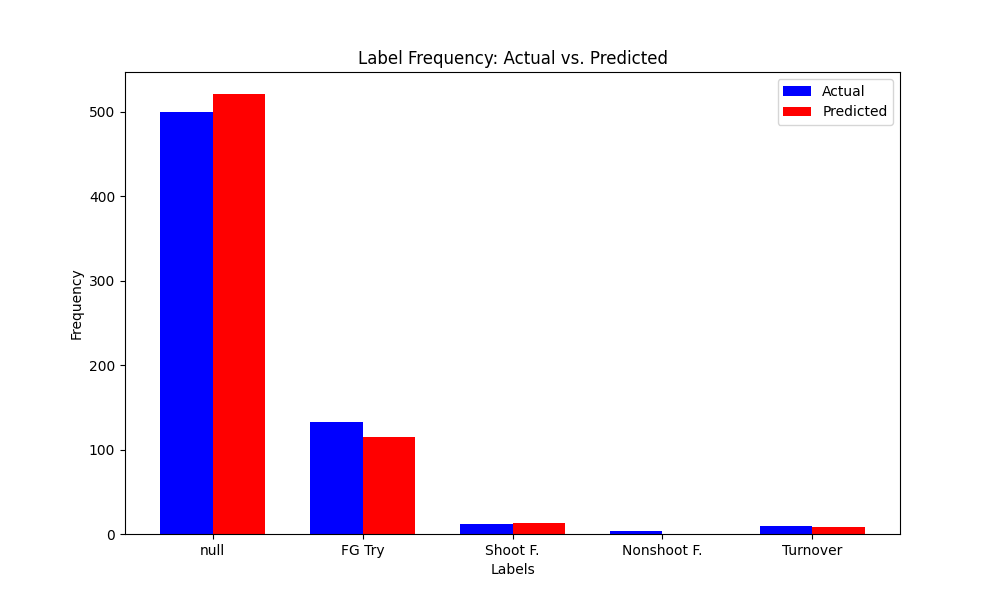 Label Frequency: Actual vs. Predicted
Actual
Predicted
500
400
300
200
100
0
Frequency
null FG Try Shoot F. Nonshoot F. Turnover
Labels